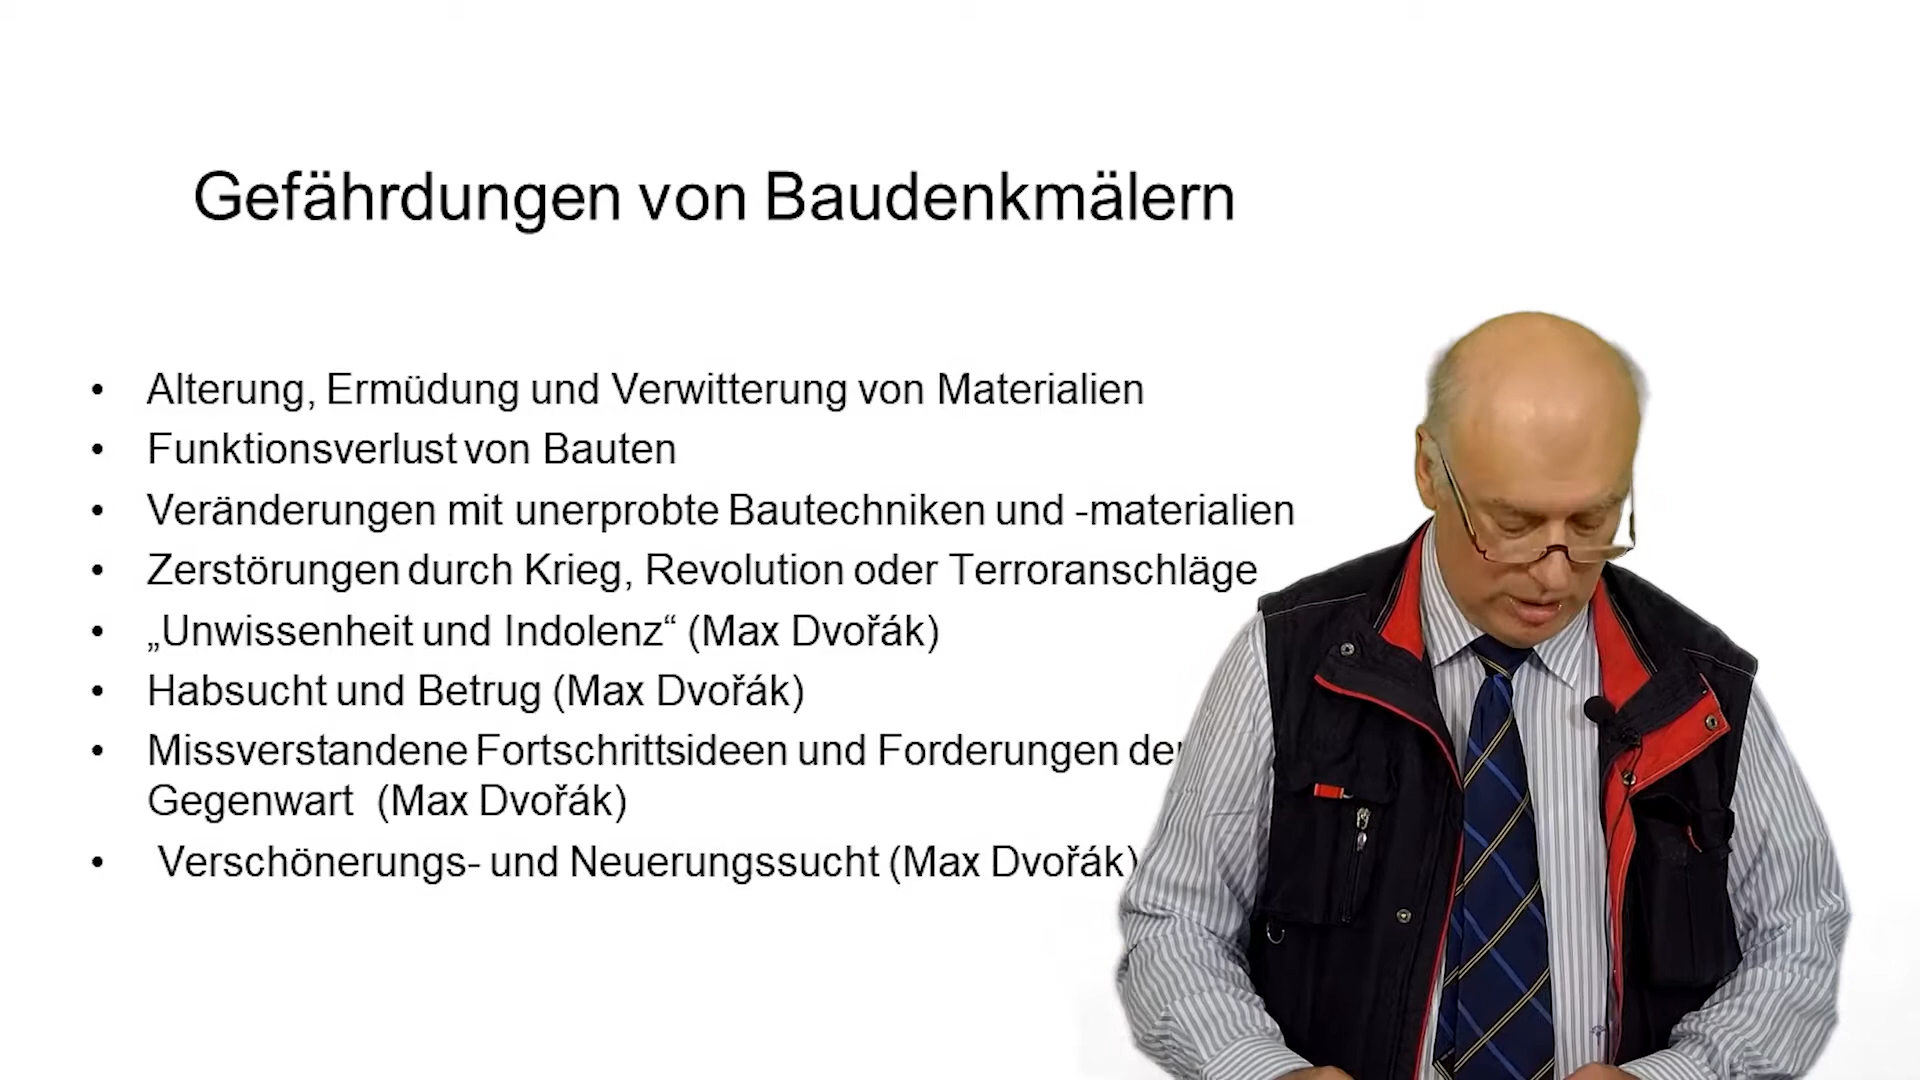 Gefährdungen von Baudenkmälern
• Alterung, Ermüdung und Verwitterung von Materialien
• Funktionsverlust von Bauten
• Veränderungen mit unerprobte Bautechniken und -materialien
• Zerstörungen durch Krieg, Revolution oder Terroranschläge
• „Unwissenheit und Indolenz“ (Max Dvořák)
• Habsucht und Betrug (Max Dvořák)
• Missverstandene Fortschrittsideen und Forderungen der
Gegenwart (Max Dvořák)
• Verschönerungs- und Neuerungssucht (Max Dvořák)